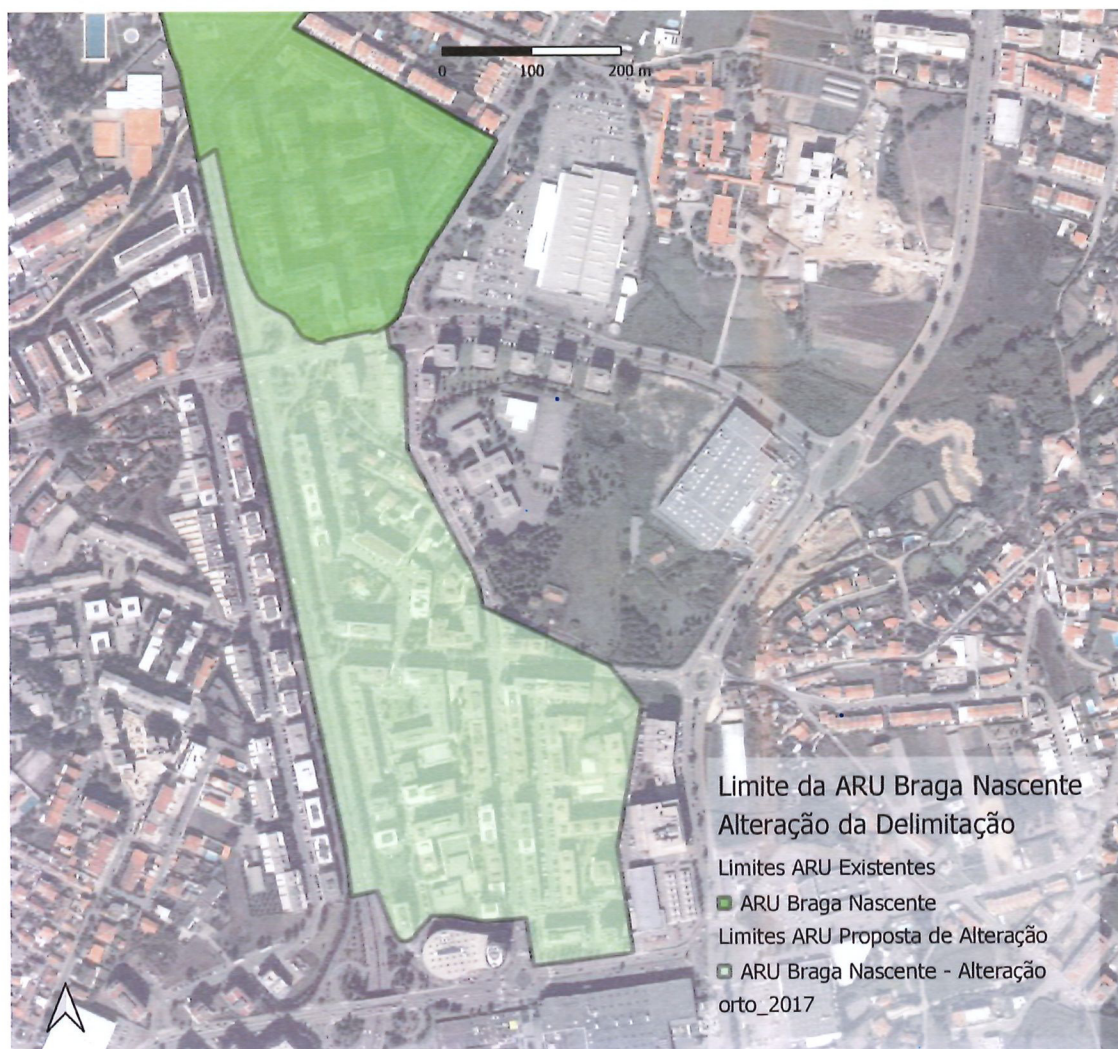 0 100 200 m
Limite da ARU Braga Nascente
Alteração da Delimitação
Limites ARU Existentes
ARU Braga Nascente
Limites ARU Proposta de Alteração
ARU Braga Nascente - Alteração
orto_2017